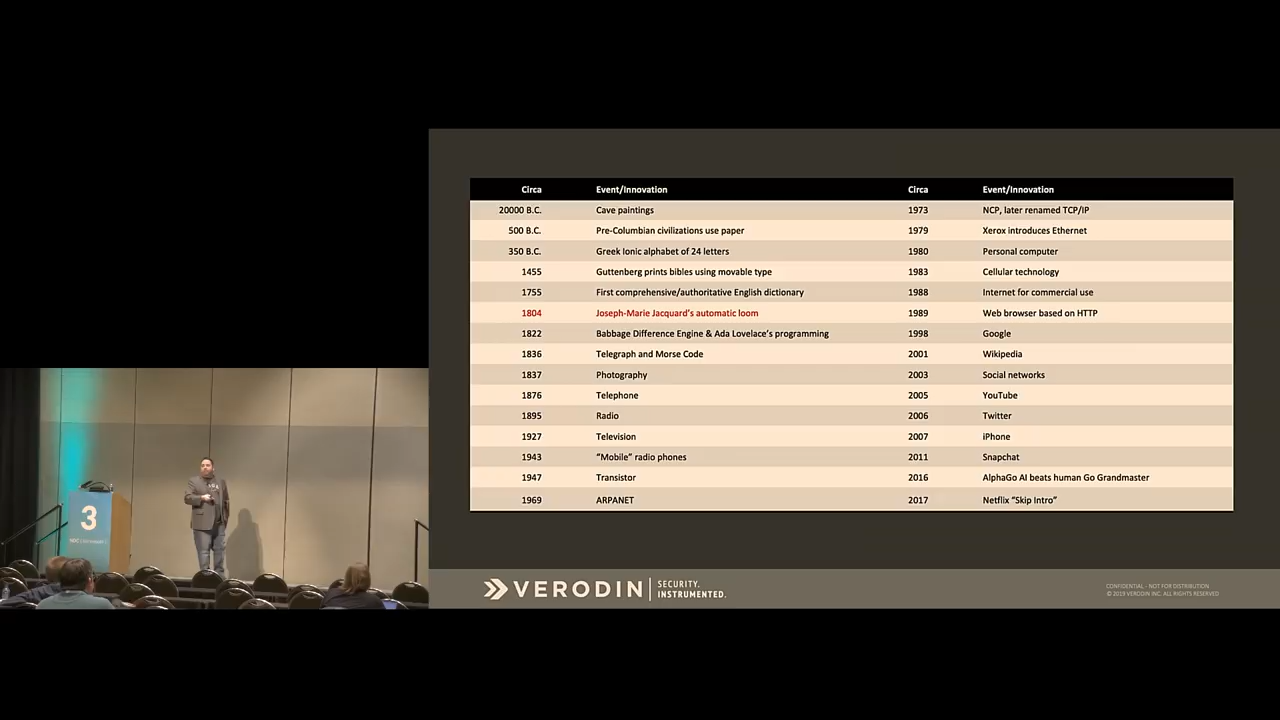 Circa Event/Innovation Circa Event/Innovation
20000 B.C. Cave paintings 1973 NCP, later renamed TCP/IP
500 B.C. Pre-Columbian civilizations use paper 1979 Xerox introduces Ethernet
350 B.C. Greek Ionic alphabet of 24 letters 1980 Personal computer
1455 Guttenberg prints bibles using movable type 1983 Cellular technology
1755 First comprehensive/authoritative English dictionary 1988 Internet for commercial use
1804 Joseph-Marie Jacquard's automatic loom 1989 Web browser based on HTTP
1822 Babbage Difference Engine & Ada Lovelace's programming 1998 Google
1836 Telegraph and Morse Code 2001 Wikipedia
1837 Photography 2003 Social networks
1876 Telephone 2005 YouTube
1895 Radio 2006 Twitter
1927 Television 2007 iPhone
1943 “Mobile” radio phones 2011 Snapchat
1947 Transistor 2016 AlphaGo AI beats human Go Grandmaster
1969 ARPANET 2017 Netflix “Skip Intro”
3
VERODIN SECURITY.
INSTRUMENTED.
CONFIDENTIAL - NOT FOR DISTRIBUTION
© 2019 VERODIN INC. ALL RIGHTS RESERVED